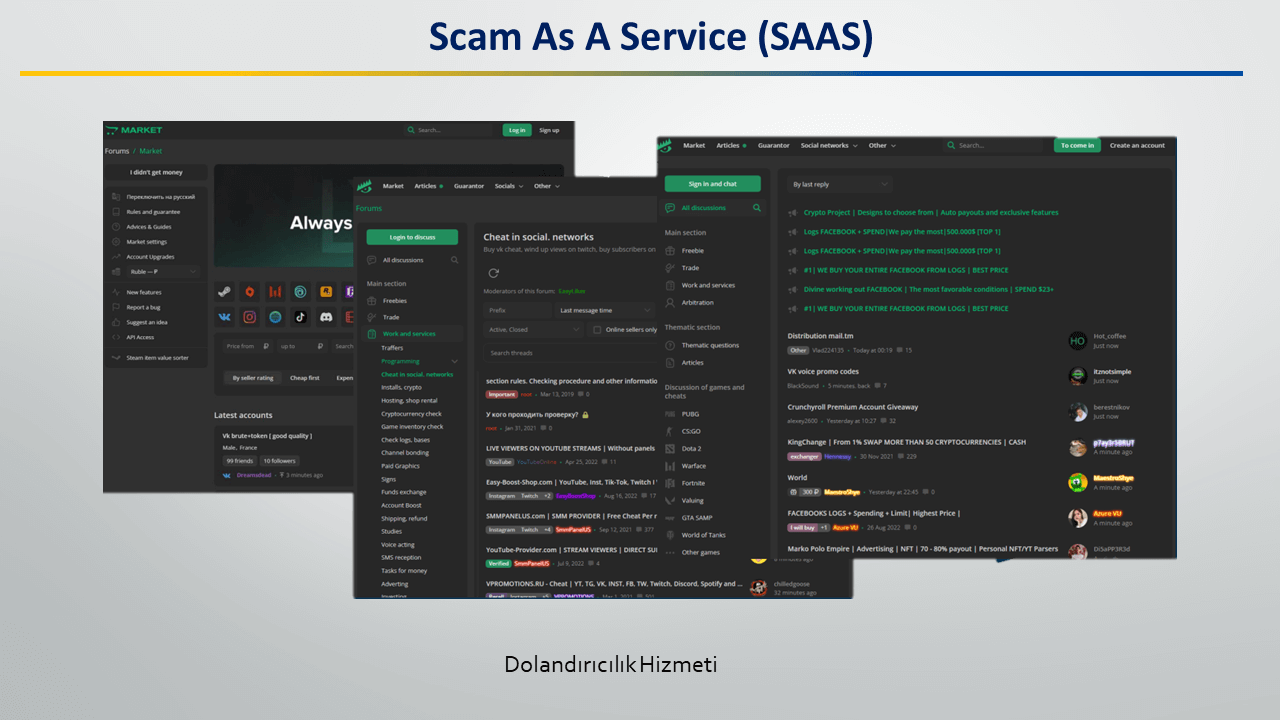 Scam As A Service (SAAS)
MARKET
Search...
Log in
Sign up
Forums / Market
I didn't get money
Переключить на русский
Rules and guarantee
Advices & Guides
Market settings
Account Upgrades
Ruble — ₽
New features
Report a bug
Suggest an idea
API Access
Steam item value sorter
Always
Price from ₽
up to ₽
Search
By seller rating
Cheap first
Expen
Latest accounts
Vk brute+token [ good quality ]
Male, France
99 friends
10 followers
Dreamsdead • 3 minutes ago
Market
Articles
Guarantor
Socials
Other
Forums
Login to discuss
All discussions
Main section
Freebies
Trade
Work and services
Traffers
Programming
Cheat in social. networks
Installs, crypto
Hosting, shop rental
Cryptocurrency check
Game inventory check
Check logs, bases
Channel bonding
Paid Graphics
Signs
Funds exchange
Account Boost
Shipping, refund
Studies
Voice acting
SMS reception
Tasks for money
Adverting
Investing
Cheat in social. networks
Buy vk cheat, wind up views on twitch, buy subscribers on
Moderators of this forum:
Prefix
Last message time
Active, Closed
Online sellers only
Search threads
section rules. Checking procedure and other informatio
Important root • Mar 13, 2019 0
У кого проходить проверку?
root • Jan 31, 2021 0
LIVE VIEWERS ON YOUTUBE STREAMS | Without panels
YouTube YouTubeOnline • Apr 25, 2022 11
Easy-Boost-Shop.com | YouTube, Inst, Tik-Tok, Twitch I
Instagram Twitch +2 EasyBoostShop • Aug 16, 2022 17
SMMPANELUS.com | SMM PROVIDER | Free Cheat Per r
Instagram Twitch +4 SmmPanelUS • Sep 12, 2021 377
YouTube-Provider.com | STREAM VIEWERS | DIRECT SUI
Verified SmmPanelUS • Jul 9, 2022 4
VPROMOTIONS.RU - Cheat | YT, TG, VK, INST, FB, TW, Twitch, Discord, Spotify and ...
chilledgoose
32 minutes ago
Market
Articles
Guarantor
Social networks
Other
Search...
To come in
Create an account
Sign in and chat
All discussions
Main section
Freebie
Trade
Work and services
Arbitration
Thematic section
Thematic questions
Articles
Discussion of games and
cheats
PUBG
CS:GO
Dota 2
Warface
Fortnite
Valuing
GTA SAMP
World of Tanks
Other games
By last reply
Crypto Project | Designs to choose from | Auto payouts and exclusive features
Logs FACEBOOK + SPEND|We pay the most|500.000$ [TOP 1]
Logs FACEBOOK + SPEND|We pay the most|500.000$ [TOP 1]
#1| WE BUY YOUR ENTIRE FACEBOOK FROM LOGS | BEST PRICE
Divine working out FACEBOOK | The most favorable conditions | SPEND $23+
#1| WE BUY YOUR ENTIRE FACEBOOK FROM LOGS | BEST PRICE
Distribution mail.tm
Other Vlad224135 • Today at 00:19 15
HO
Hot_coffee
Just now
VK voice promo codes
BlackSound • 5 minutes. back 7
itznotsimple
Just now
Crunchyroll Premium Account Giveaway
alexey2600 • Yesterday at 10:27 32
berestnikov
Just now
KingChange | From 1% SWAP MORE THAN 50 CRYPTOCURRENCIES | CASH
exchanger Hennessy • 30 Nov 2021 229
p7ay3r5BRUT
A minute ago
World
300 ₽ MaestroShye • Yesterday at 22:45 0
MaestroShye
A minute ago
FACEBOOKS LOGS + Spending + Limit| Highest Price |
I will buy +1 Azure VU • 26 Aug 2022 0
Azure VU
A minute ago
Marko Polo Empire | Advertising | NFT | 70 - 80% payout | Personal NFT/YT Parsers
DiSaPP3R3d
Dolandırıcılık Hizmeti